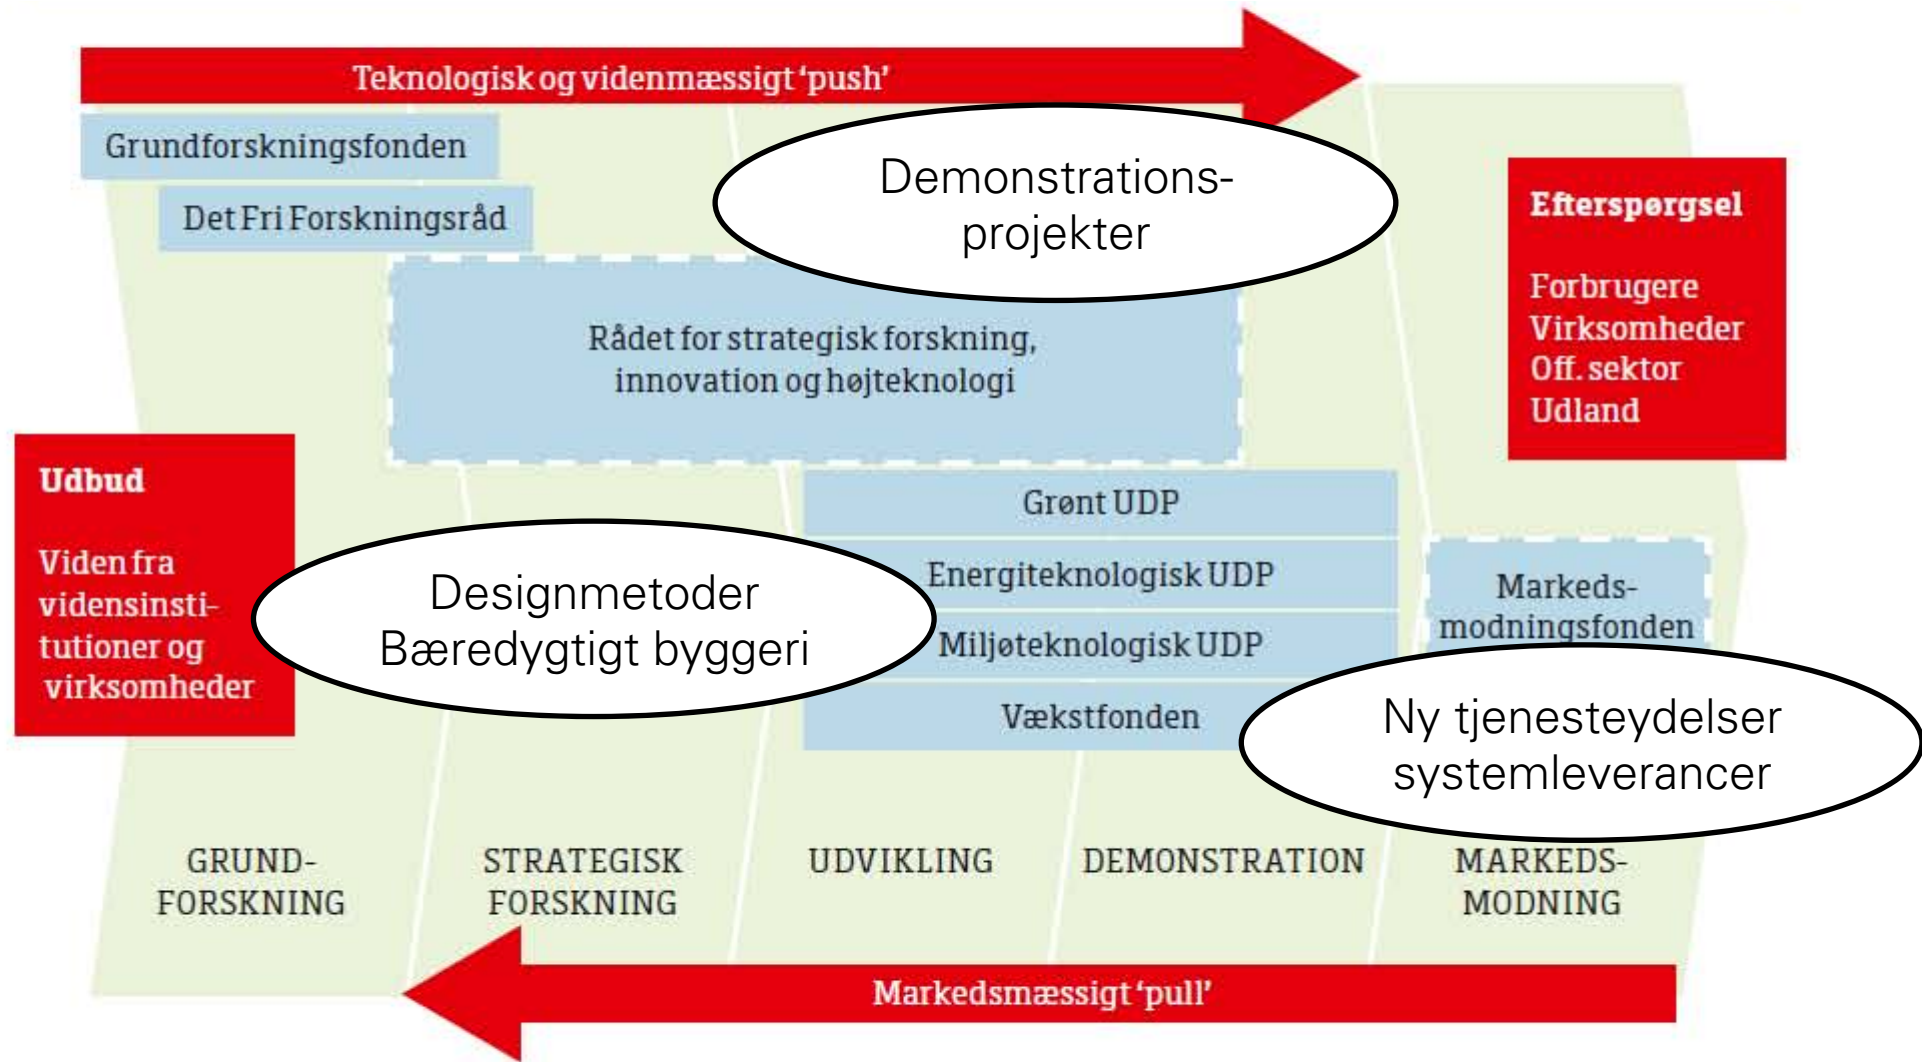 Teknologisk og videnmæssigt ‘push’
Grundforskningsfonden
Det Fri Forskningsråd
Demonstrations-
projekter
Rådet for strategisk forskning,
innovation og højteknologi
Efterspørgsel
Forbrugere
Virksomheder
Off. sektor
Udland
Udbud
Viden fra
vidensinsti-
tutioner og
virksomheder
Designmetoder
Bæredygtigt byggeri
Grønt UDP
Energiteknologisk UDP
Miljøteknologisk UDP
Vækstfonden
Markeds-
modningsfonden
Ny tjenesteydelser
systemleverancer
GRUND-
FORSKNING
STRATEGISK
FORSKNING
UDVIKLING
DEMONSTRATION
MARKEDS-
MODNING
Markedsmæssigt ‘pull’